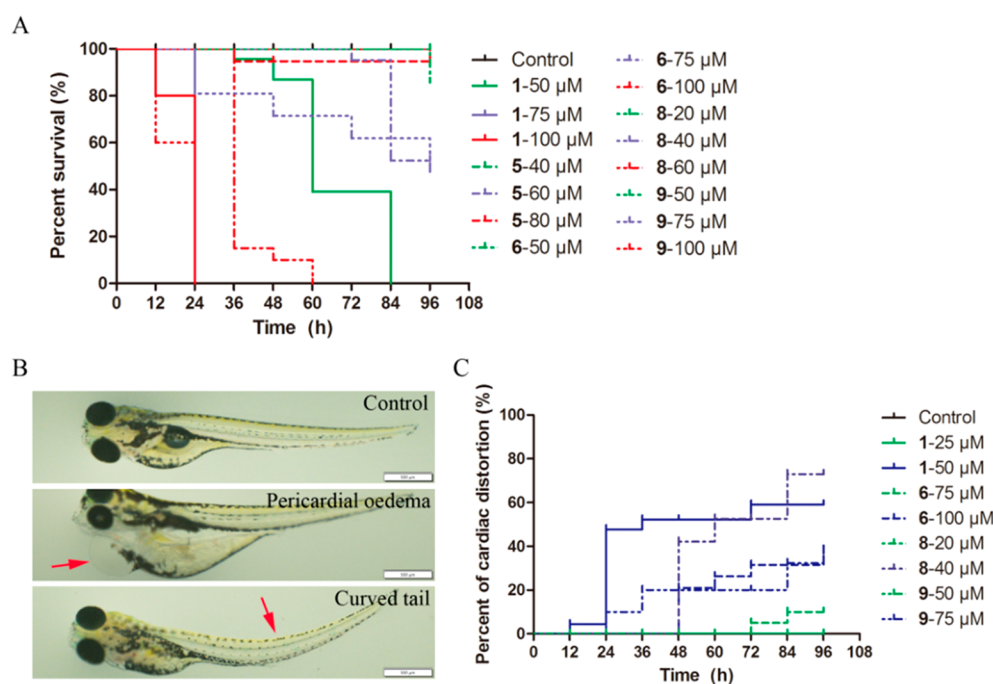 A
Percent survival (%)
100
80
60
40
20
0
0 12 24 36 48 60 72 84 96 108
Time (h)
Control
1-50 μM
1-75 μM
1-100 μM
5-40 μM
5-60 μM
5-80 μM
6-50 μM
6-75 μM
6-100 μM
8-20 μM
8-40 μM
8-60 μM
9-50 μM
9-75 μM
9-100 μM
B
Control
Pericardial oedema
Curved tail
C
Percent of cardiac distortion (%)
100
80
60
40
20
0
0 12 24 36 48 60 72 84 96 108
Time (h)
Control
1-25 μM
1-50 μM
6-75 μM
6-100 μM
8-20 μM
8-40 μM
9-50 μM
9-75 μM